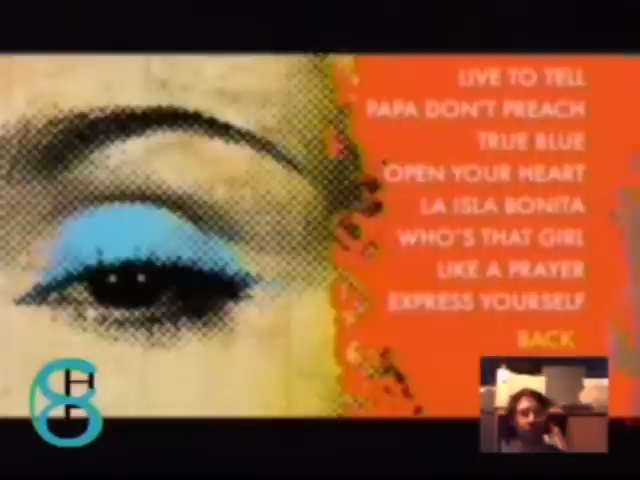 LIVE TO TELL
PAPA DON'T PREACH
TRUE BLUE
OPEN YOUR HEART
LA ISLA BONITA
WHO'S THAT GIRL
LIKE A PRAYER
EXPRESS YOURSELF
BACK